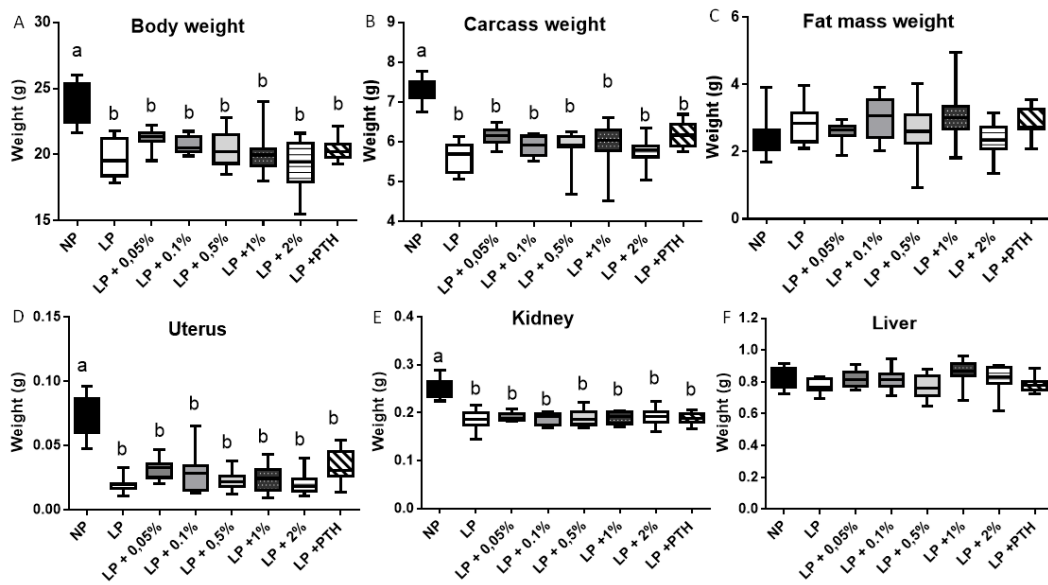 A
Body weight
Weight (g)
30
25
20
15
a
b
b
b
b
b
b
b
NP
LP
LP + 0,05%
LP + 0.1%
LP + 0,5%
LP +1%
LP + 2%
LP +PTH
B
Carcass weight
Weight (g)
9
8
7
6
5
4
a
b
b
b
b
b
b
b
NP
LP
LP + 0,05%
LP + 0.1%
LP + 0,5%
LP +1%
LP + 2%
LP +PTH
C
Fat mass weight
Weight (g)
6
4
2
0
NP
LP
LP + 0,05%
LP + 0.1%
LP + 0,5%
LP +1%
LP + 2%
LP +PTH
D
Uterus
Weight (g)
0.15
0.10
0.05
0.00
a
b
b
b
b
b
b
b
NP
LP
LP + 0,05%
LP + 0.1%
LP + 0,5%
LP +1%
LP + 2%
LP +PTH
E
Kidney
Weight (g)
0.4
0.3
0.2
0.1
0.0
a
b
b
b
b
b
b
b
NP
LP
LP + 0,05%
LP + 0.1%
LP + 0,5%
LP +1%
LP + 2%
LP +PTH
F
Liver
Weight (g)
1.2
1.0
0.8
0.6
0.4
0.2
0.0
NP
LP
LP + 0,05%
LP + 0.1%
LP + 0,5%
LP +1%
LP + 2%
LP +PTH